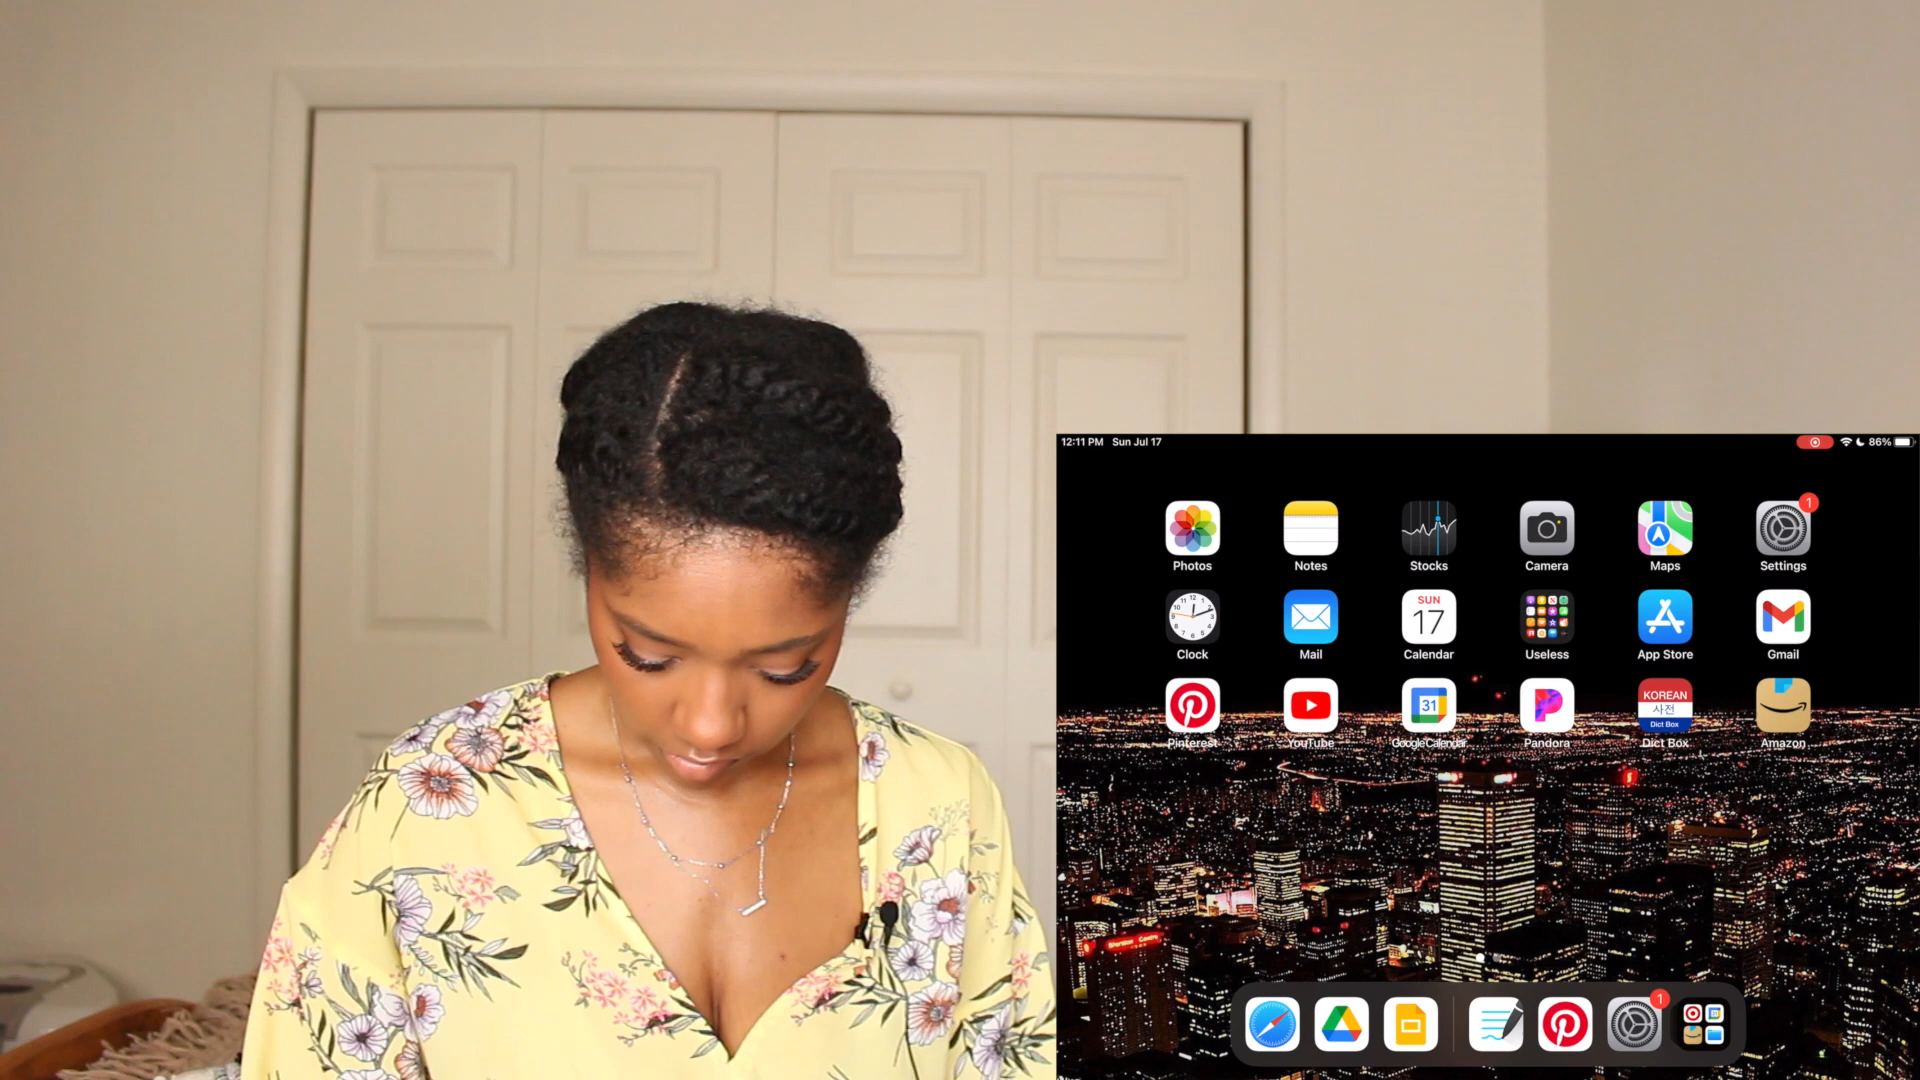 12:11 PM Sun Jul 17
86%
1
Photos Notes Stocks Camera Maps Settings
SUN
17
Clock Mail Calendar Useless App Store Gmail
31
KOREAN
사전
Dict Box
Pinterest YouTube Google Calendar Pandora Dict Box Amazon
Sheraton Centre
1